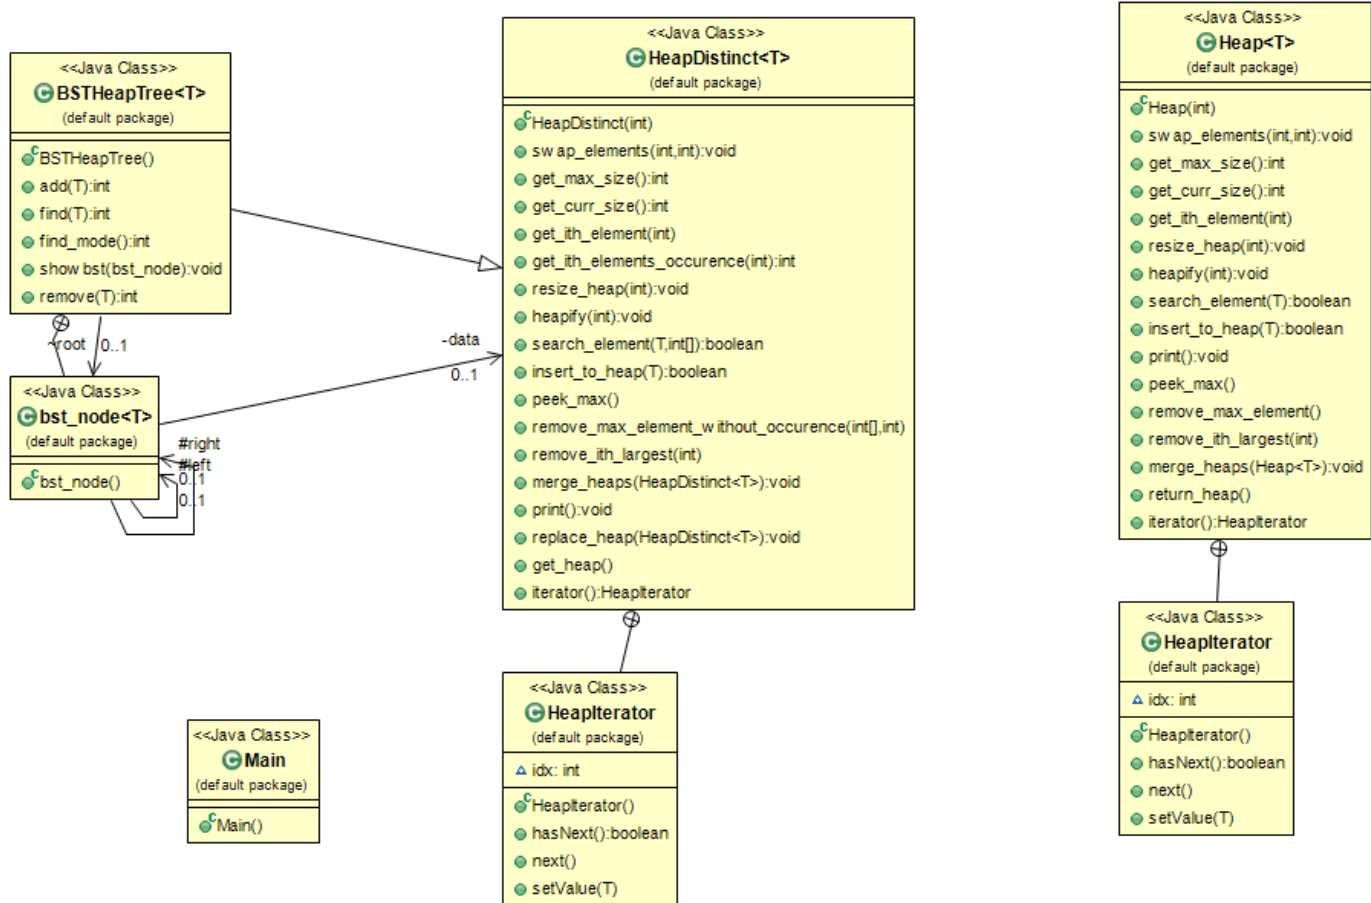 <<Java Class>>
BSTHeapTree<T>
(default package)
BSTHeapTree()
add(T):int
find(T):int
find_mode():int
show bst(bst_node):void
remove(T):int
~root
0..1
<<Java Class>>
bst_node<T>
(default package)
bst_node()
#right
#left
0..1
0..1
-data
0..1
<<Java Class>>
HeapDistinct<T>
(default package)
HeapDistinct(int)
swap_elements(int,int):void
get_max_size():int
get_curr_size():int
get_ith_element(int)
get_ith_elements_occurence(int):int
resize_heap(int):void
heapify(int):void
search_element(T,int[]):boolean
insert_to_heap(T):boolean
peek_max()
remove_max_element_without_occurence(int[],int)
remove_ith_largest(int)
merge_heaps(HeapDistinct<T>):void
print():void
replace_heap(HeapDistinct<T>):void
get_heap()
iterator():HeapIterator
<<Java Class>>
Heap<T>
(default package)
Heap(int)
swap_elements(int,int):void
get_max_size():int
get_curr_size():int
get_ith_element(int)
resize_heap(int):void
heapify(int):void
search_element(T):boolean
insert_to_heap(T):boolean
print():void
peek_max()
remove_max_element()
remove_ith_largest(int)
merge_heaps(Heap<T>):void
return_heap()
iterator():HeapIterator
<<Java Class>>
Main
(default package)
Main()
<<Java Class>>
HeapIterator
(default package)
idx: int
HeapIterator()
hasNext():boolean
next()
setValue(T)
<<Java Class>>
HeapIterator
(default package)
idx: int
HeapIterator()
hasNext():boolean
next()
setValue(T)